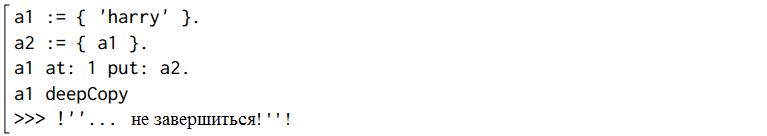 a1 := { 'harry' }.
a2 := { a1 }.
a1 at: 1 put: a2.
a1 deepCopy
>>> !''... не завершиться!''!